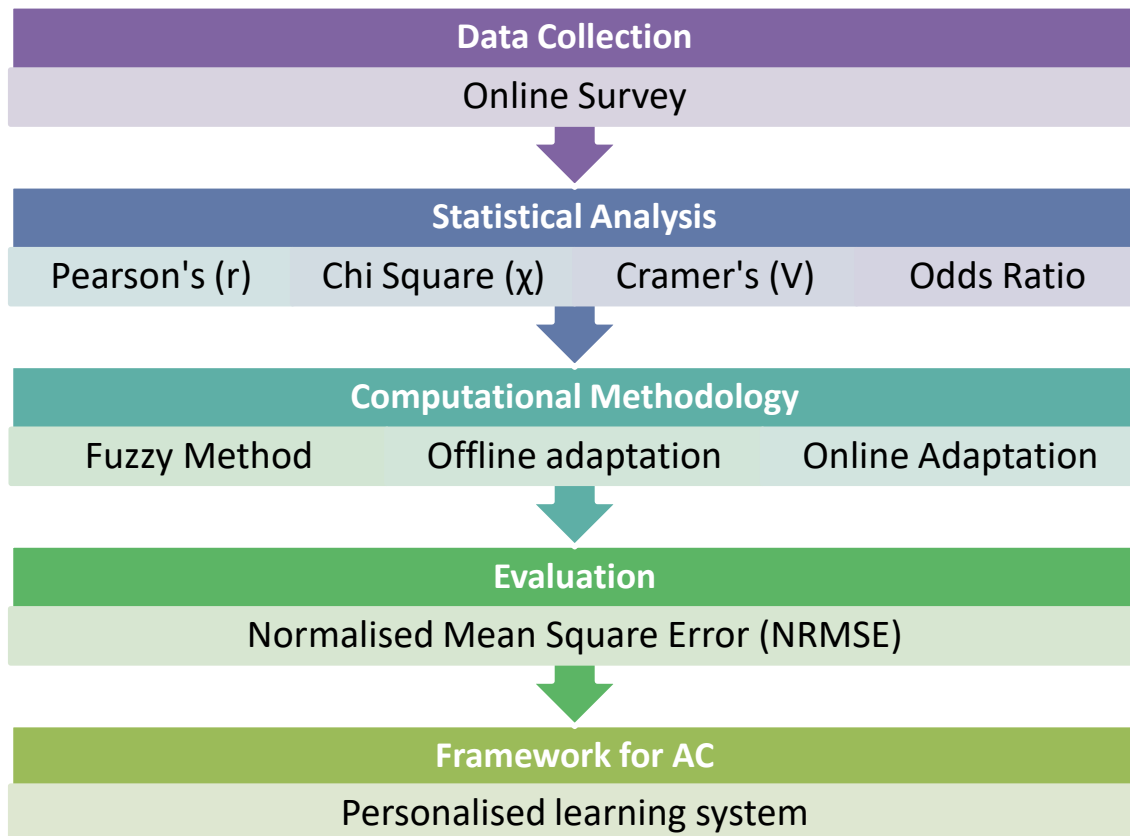 Data Collection
Online Survey
Statistical Analysis
Pearson's (r) Chi Square (χ) Cramer's (V) Odds Ratio
Computational Methodology
Fuzzy Method Offline adaptation Online Adaptation
Evaluation
Normalised Mean Square Error (NRMSE)
Framework for AC
Personalised learning system